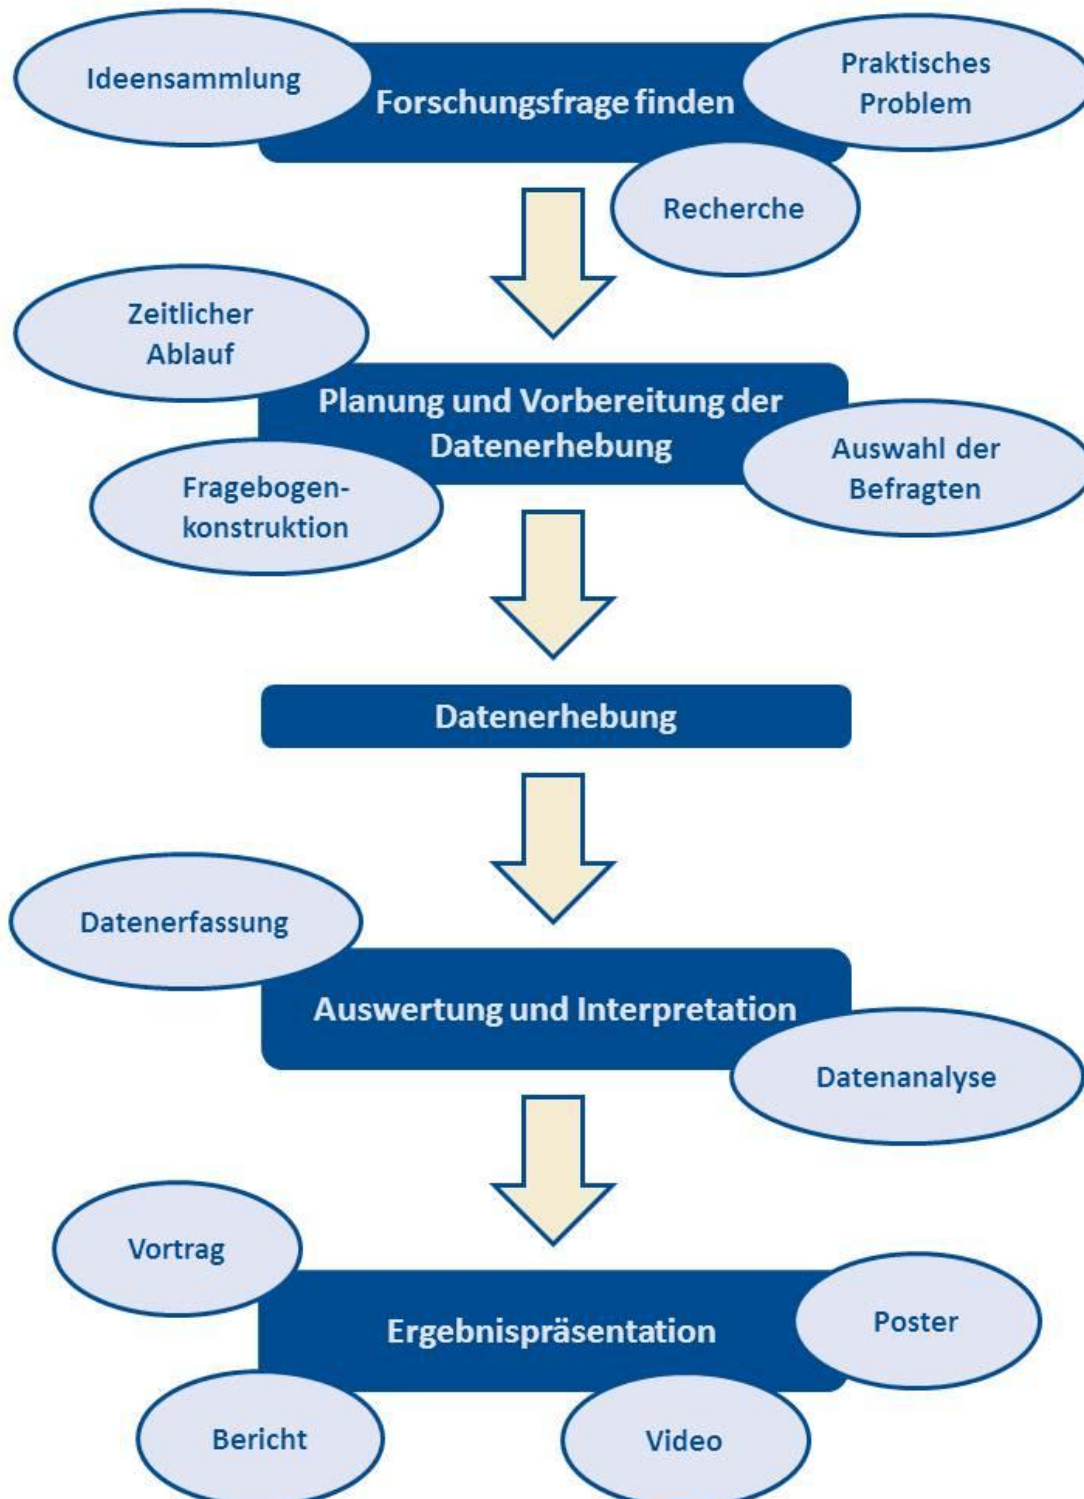 Ideensammlung
Forschungsfrage finden
Praktisches
Problem
Recherche
Zeitlicher
Ablauf
Planung und Vorbereitung der
Datenerhebung
Fragebogen-
konstruktion
Auswahl der
Befragten
Datenerhebung
Datenerfassung
Auswertung und Interpretation
Datenanalyse
Vortrag
Ergebnispräsentation
Poster
Bericht
Video